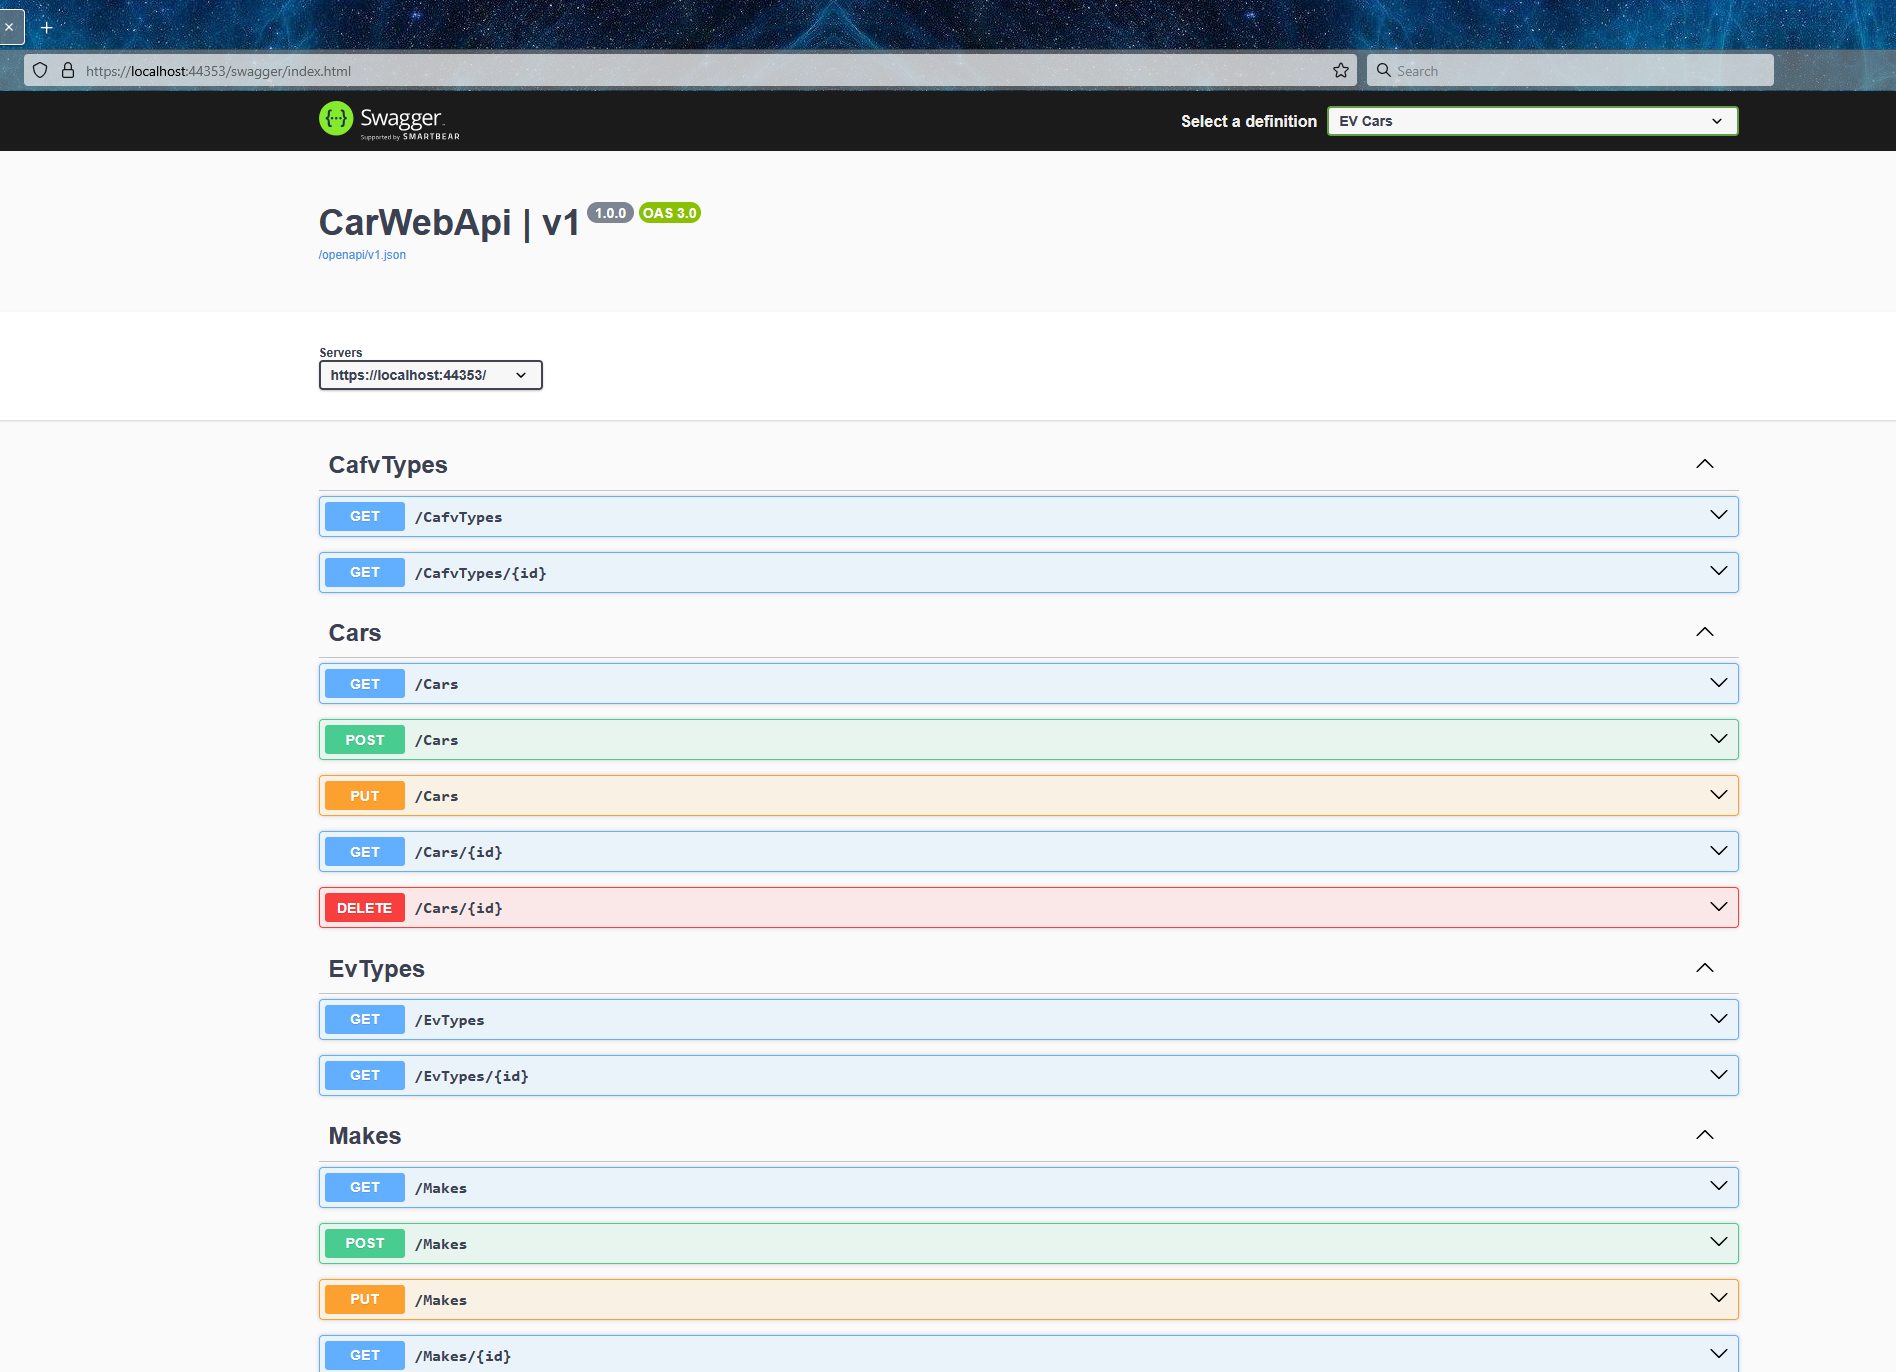 https://localhost:44353/swagger/index.html
Search
Swagger
Supported by SMARTBEAR
Select a definition
EV Cars
CarWebApi | v1 1.0.0 OAS 3.0
/openapi/v1.json
Servers
https://localhost:44353/
CafvTypes
GET /CafvTypes
GET /CafvTypes/{id}
Cars
GET /Cars
POST /Cars
PUT /Cars
GET /Cars/{id}
DELETE /Cars/{id}
EvTypes
GET /EvTypes
GET /EvTypes/{id}
Makes
GET /Makes
POST /Makes
PUT /Makes
GET /Makes/{id}